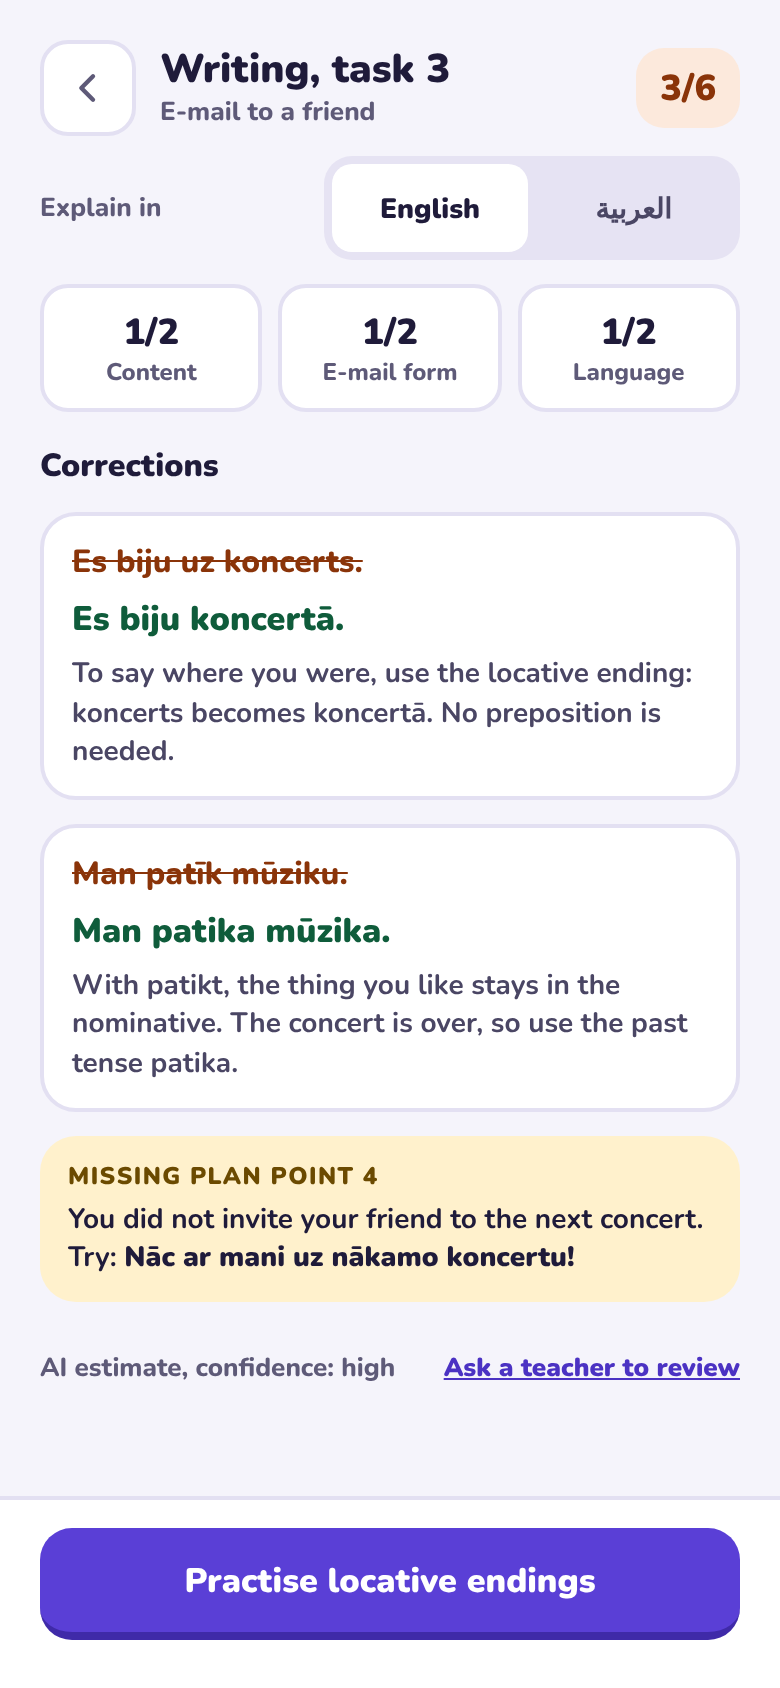 Writing, task 3
E-mail to a friend
3/6
Explain in
English
العربية
1/2
Content
1/2
E-mail form
1/2
Language
Corrections
Es biju uz koncerts.
Es biju koncertā.
To say where you were, use the locative ending:
koncerts becomes koncertā. No preposition is
needed.
Man patīk mūziku.
Man patika mūzika.
With patikt, the thing you like stays in the
nominative. The concert is over, so use the past
tense patika.
MISSING PLAN POINT 4
You did not invite your friend to the next concert.
Try: Nāc ar mani uz nākamo koncertu!
AI estimate, confidence: high
Ask a teacher to review
Practise locative endings